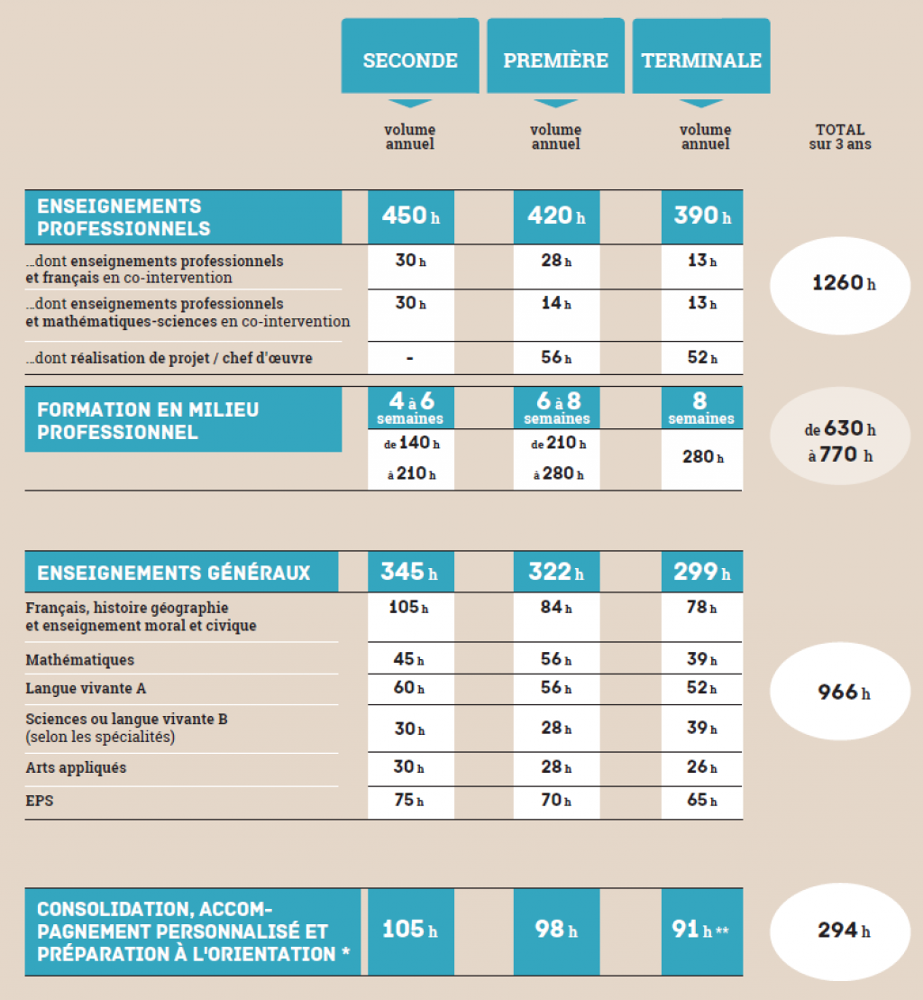 SECONDE PREMIÈRE TERMINALE
volume annuel volume annuel volume annuel TOTAL sur 3 ans
ENSEIGNEMENTS
PROFESSIONNELS 450 h 420 h 390 h
...dont enseignements professionnels
et français en co-intervention 30 h 28 h 13 h
...dont enseignements professionnels
et mathématiques-sciences en co-intervention 30 h 14 h 13 h
...dont réalisation de projet / chef d'œuvre - 56 h 52 h
1260 h
FORMATION EN MILIEU
PROFESSIONNEL
4 à 6 semaines 6 à 8 semaines 8 semaines
de 140 h de 210 h 280 h
à 210 h à 280 h
de 630 h
à 770 h
ENSEIGNEMENTS GÉNÉRAUX 345 h 322 h 299 h
Français, histoire géographie
et enseignement moral et civique 105 h 84 h 78 h
Mathématiques 45 h 56 h 39 h
Langue vivante A 60 h 56 h 52 h
Sciences ou langue vivante B
(selon les spécialités) 30 h 28 h 39 h
Arts appliqués 30 h 28 h 26 h
EPS 75 h 70 h 65 h
966 h
CONSOLIDATION, ACCOM-
PAGNEMENT PERSONNALISÉ ET
PRÉPARATION À L'ORIENTATION * 105 h 98 h 91 h ** 294 h